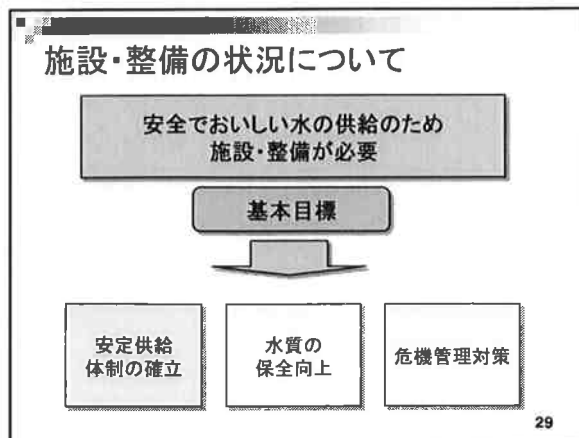 施設・整備の状況について
安全でおいしい水の供給のため
施設・整備が必要
基本目標
安定供給
体制の確立
水質の
保全向上
危機管理対策
29